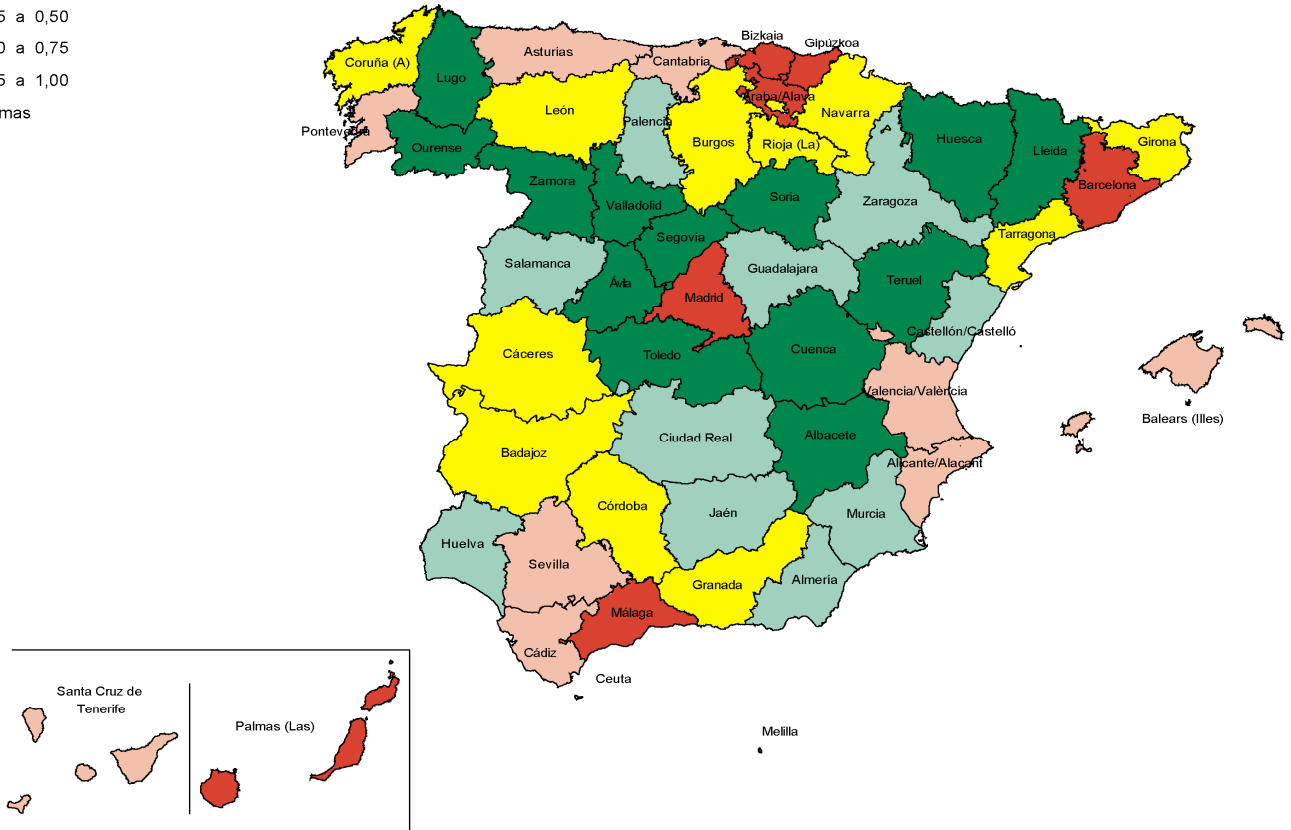 5 a 0,50
0 a 0,75
5 a 1,00
mas
Bizkaia
Gipúzkoa
Asturias
Cantabria
Coruña (A)
Lugo
León
Araba/Alava
Palencia
Navarra
Pontevedra
Ourense
Burgos
Rioja (La)
Huesca
Lleida
Girona
Zamora
Valladolid
Soria
Zaragoza
Barcelona
Segovia
Tarragona
Salamanca
Guadalajara
Ávila
Teruel
Madrid
Castellón/Castelló
Cáceres
Toledo
Cuenca
Valencia/València
Balears (Illes)
Badajoz
Ciudad Real
Albacete
Alicante/Alacant
Córdoba
Jaén
Murcia
Huelva
Sevilla
Granada
Almería
Málaga
Cádiz
Ceuta
Santa Cruz de
Tenerife
Palmas (Las)
Melilla